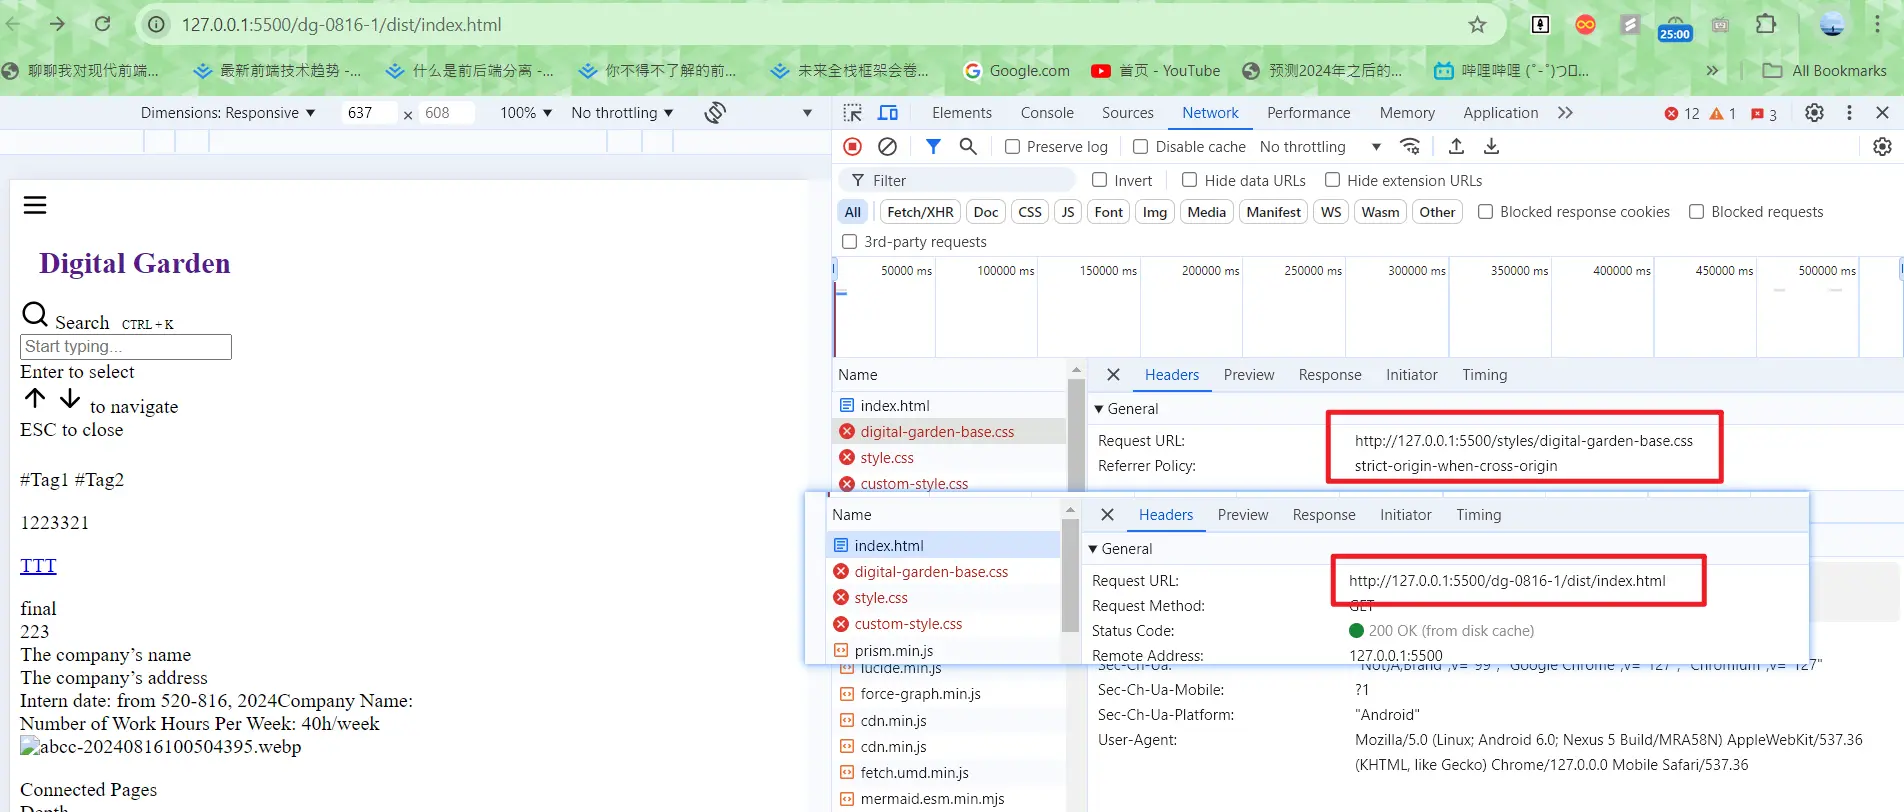 127.0.0.1:5500/dg-0816-1/dist/index.html
25:00
聊聊我对现代前端... 最新前端技术趋势 -... 什么是前后端分离 -... 你不得不了解的前... 未来全栈框架会卷... Google.com 首页 - YouTube 预测2024年之后的... 哔哩哔哩 (゜-゜)つロ... » All Bookmarks
Dimensions: Responsive ▼ 637 × 608 100% ▼ No throttling ▼
Elements Console Sources Network Performance Memory Application 12 1 3
Preserve log Disable cache No throttling
Filter Invert Hide data URLs Hide extension URLs
All Fetch/XHR Doc CSS JS Font Img Media Manifest WS Wasm Other Blocked response cookies Blocked requests
3rd-party requests
50000 ms 100000 ms 150000 ms 200000 ms 250000 ms 300000 ms 350000 ms 400000 ms 450000 ms 500000 ms
Digital Garden
Search CTRL + K
Start typing...
Enter to select
to navigate
ESC to close
#Tag1 #Tag2
1223321
TTT
final
223
The company's name
The company's address
Intern date: from 520-816, 2024Company Name:
Number of Work Hours Per Week: 40h/week
abcc-20240816100504395.webp
Connected Pages
Depth
Name
index.html
digital-garden-base.css
style.css
custom-style.css
Headers Preview Response Initiator Timing
General
Request URL: http://127.0.0.1:5500/styles/digital-garden-base.css
Referrer Policy: strict-origin-when-cross-origin
Name
index.html
digital-garden-base.css
style.css
custom-style.css
prism.min.js
Headers Preview Response Initiator Timing
General
Request URL: http://127.0.0.1:5500/dg-0816-1/dist/index.html
Request Method: GET
Status Code: 200 OK (from disk cache)
Remote Address: 127.0.0.1:5500
lucide.min.js
force-graph.min.js
cdn.min.js
cdn.min.js
fetch.umd.min.js
mermaid.esm.min.mjs
Sec-Ch-Ua: "Not)A;Brand";v="99", "Google Chrome";v="127", "Chromium";v="127"
Sec-Ch-Ua-Mobile: ?1
Sec-Ch-Ua-Platform: "Android"
User-Agent: Mozilla/5.0 (Linux; Android 6.0; Nexus 5 Build/MRA58N) AppleWebKit/537.36
(KHTML, like Gecko) Chrome/127.0.0.0 Mobile Safari/537.36